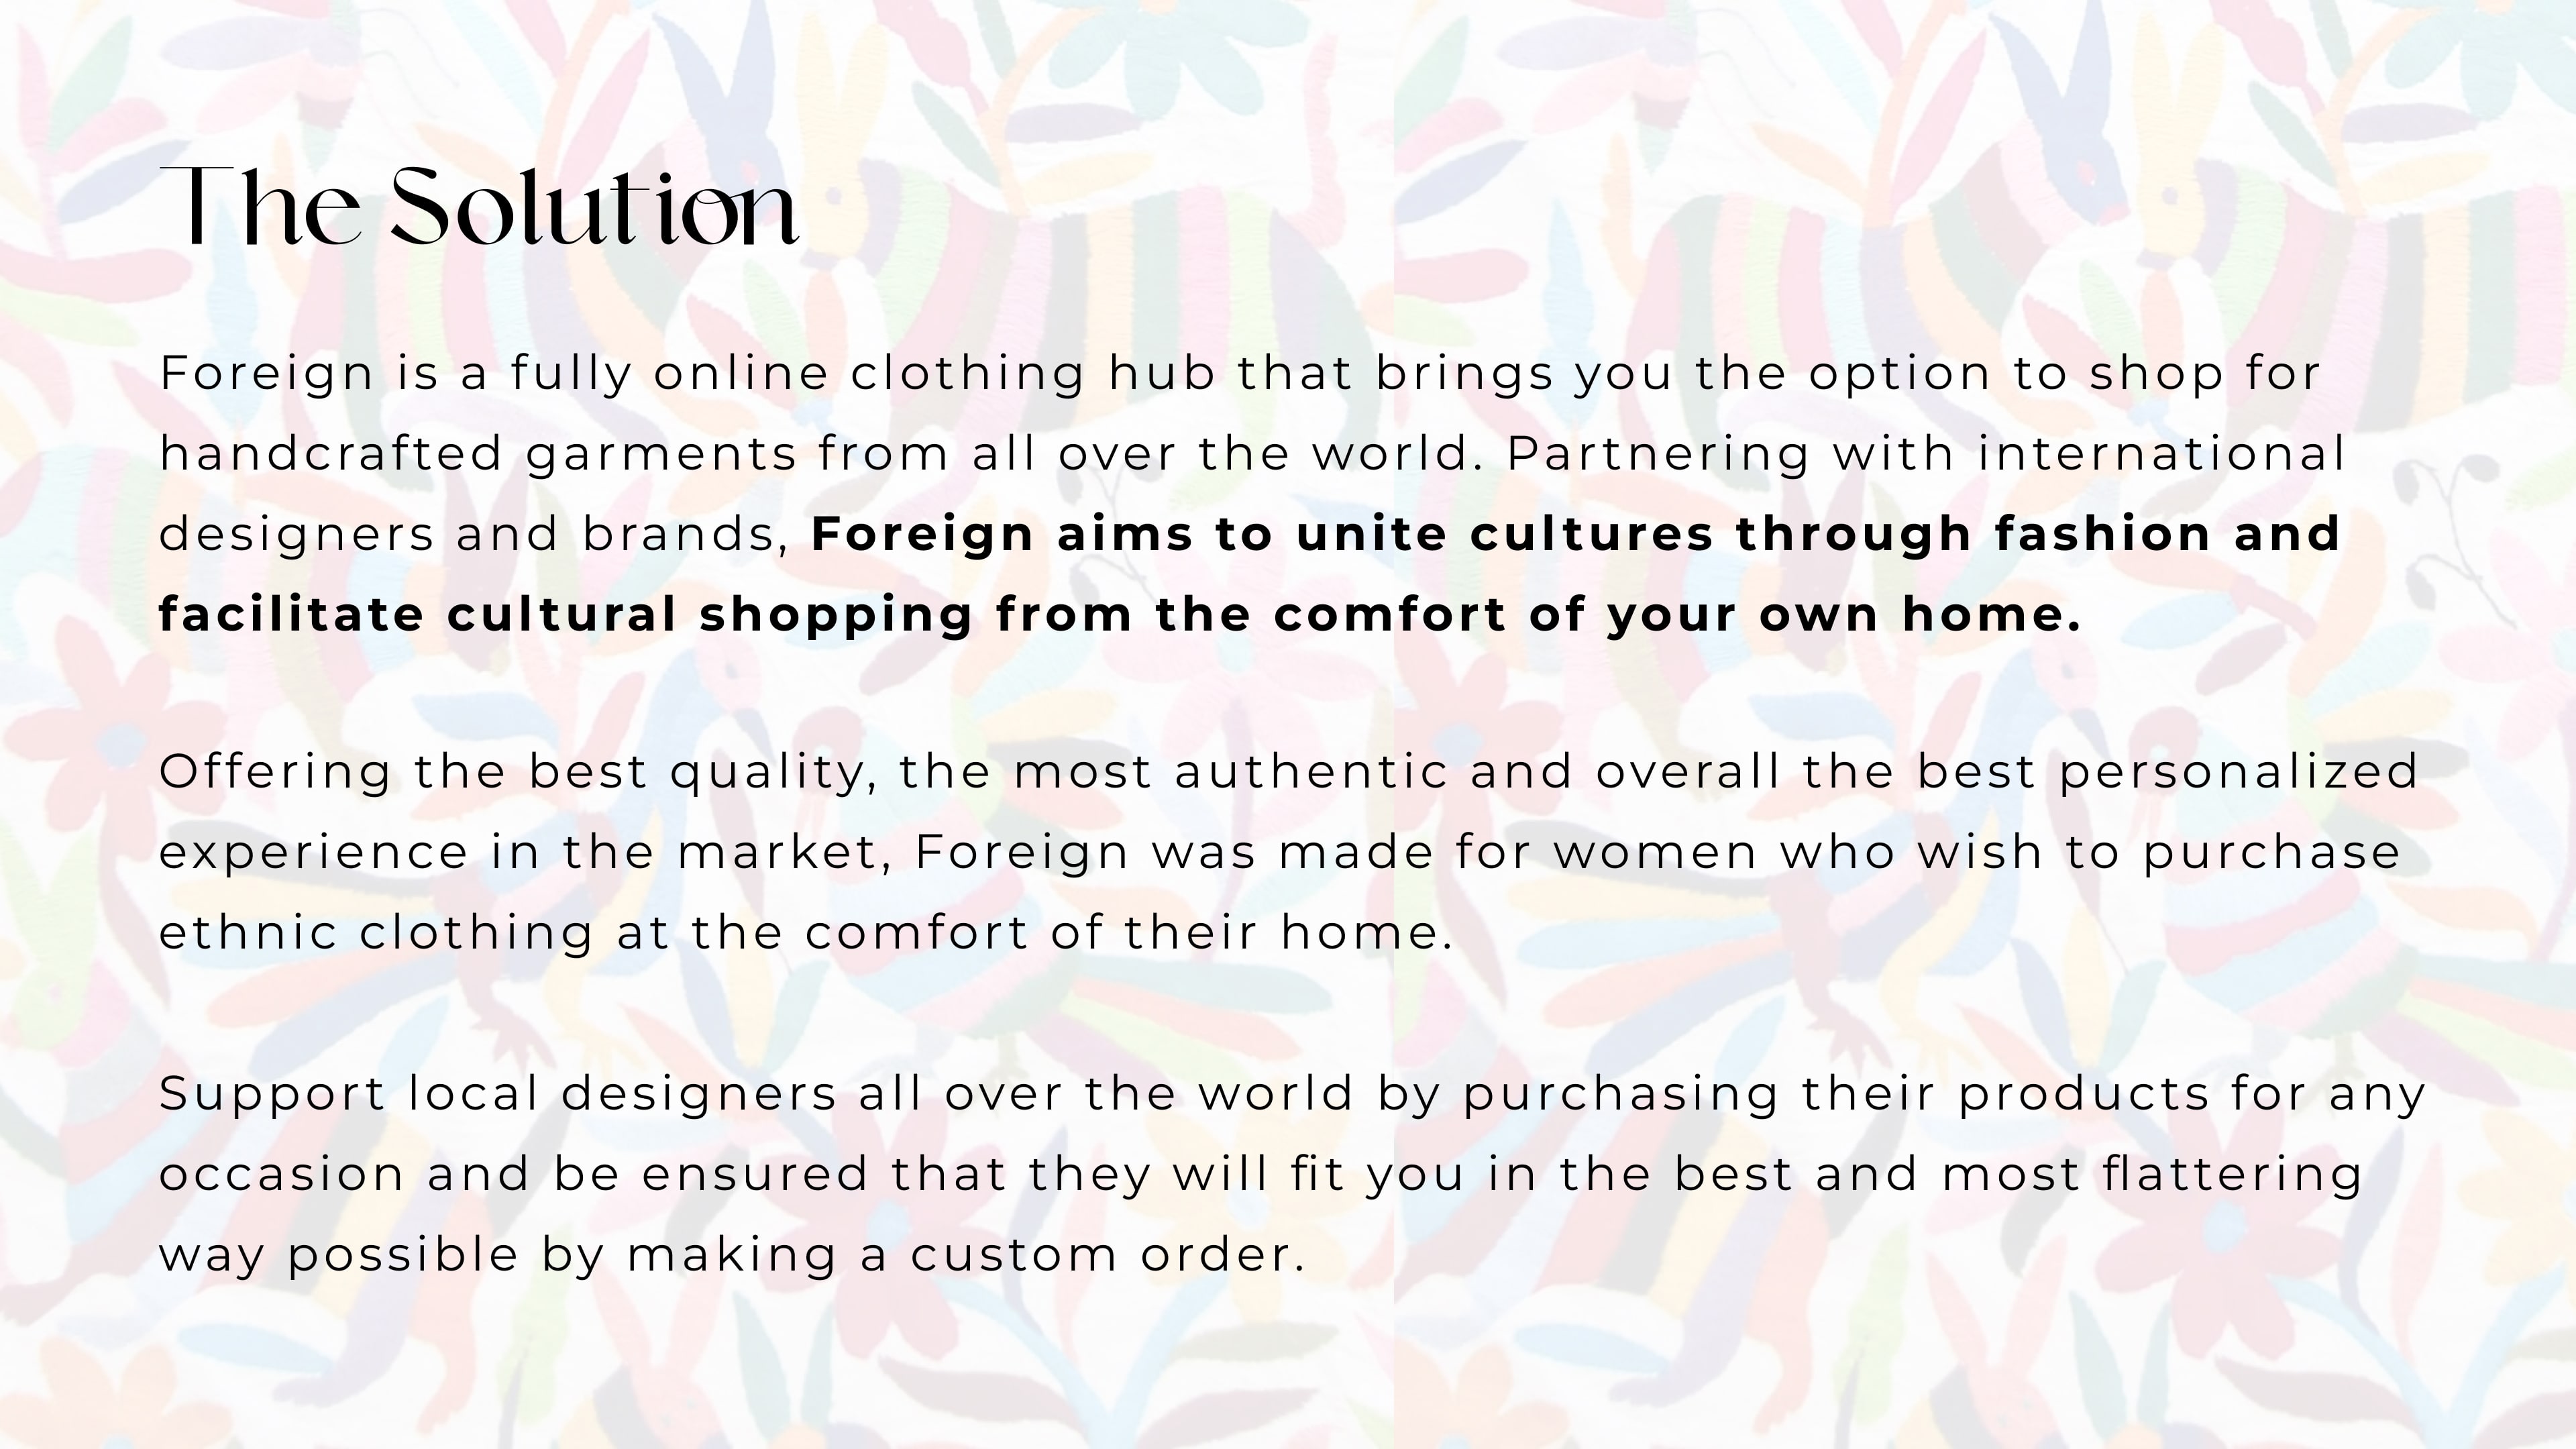 The Solution
Foreign is a fully online clothing hub that brings you the option to shop for
handcrafted garments from all over the world. Partnering with international
designers and brands, Foreign aims to unite cultures through fashion and
facilitate cultural shopping from the comfort of your own home.
Offering the best quality, the most authentic and overall the best personalized
experience in the market, Foreign was made for women who wish to purchase
ethnic clothing at the comfort of their home.
Support local designers all over the world by purchasing their products for any
occasion and be ensured that they will fit you in the best and most flattering
way possible by making a custom order.